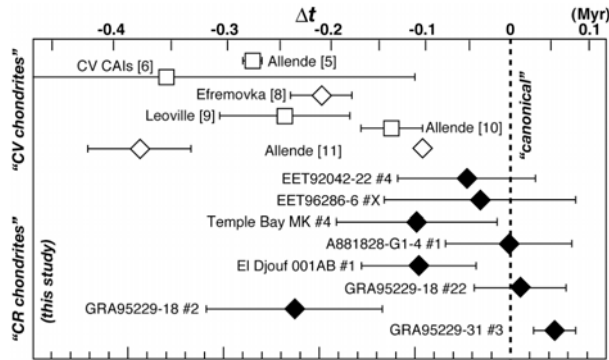 Δt (Myr)
-0.4 -0.3 -0.2 -0.1 0 0.1
"CV chondrites"
CV CAIs [6]
Allende [5]
Efremovka [8]
Leoville [9]
Allende [10]
Allende [11]
"canonical"
EET92042-22 #4
EET96286-6 #X
Temple Bay MK #4
A881828-G1-4 #1
El Djouf 001AB #1
GRA95229-18 #22
GRA95229-18 #2
GRA95229-31 #3
"CR chondrites"
(this study)